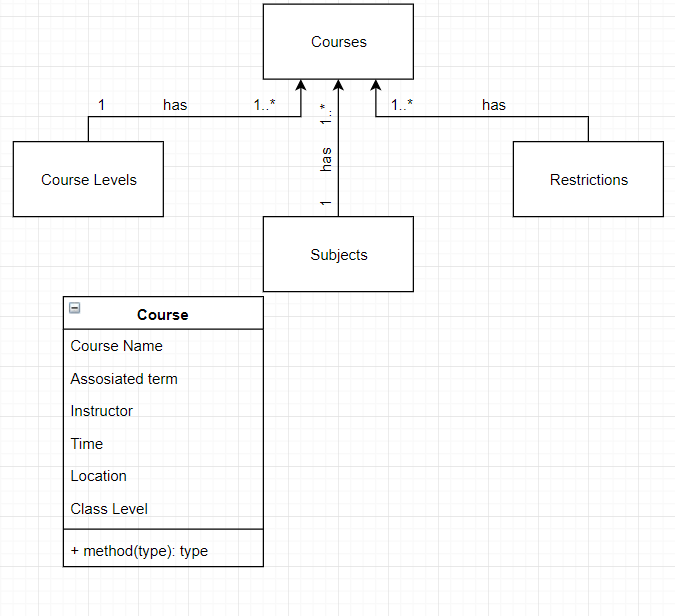 Courses
1 has 1..*
1..* has
1 has 1..*
Course Levels
Restrictions
Subjects
Course
Course Name
Assosiated term
Instructor
Time
Location
Class Level
+ method(type): type